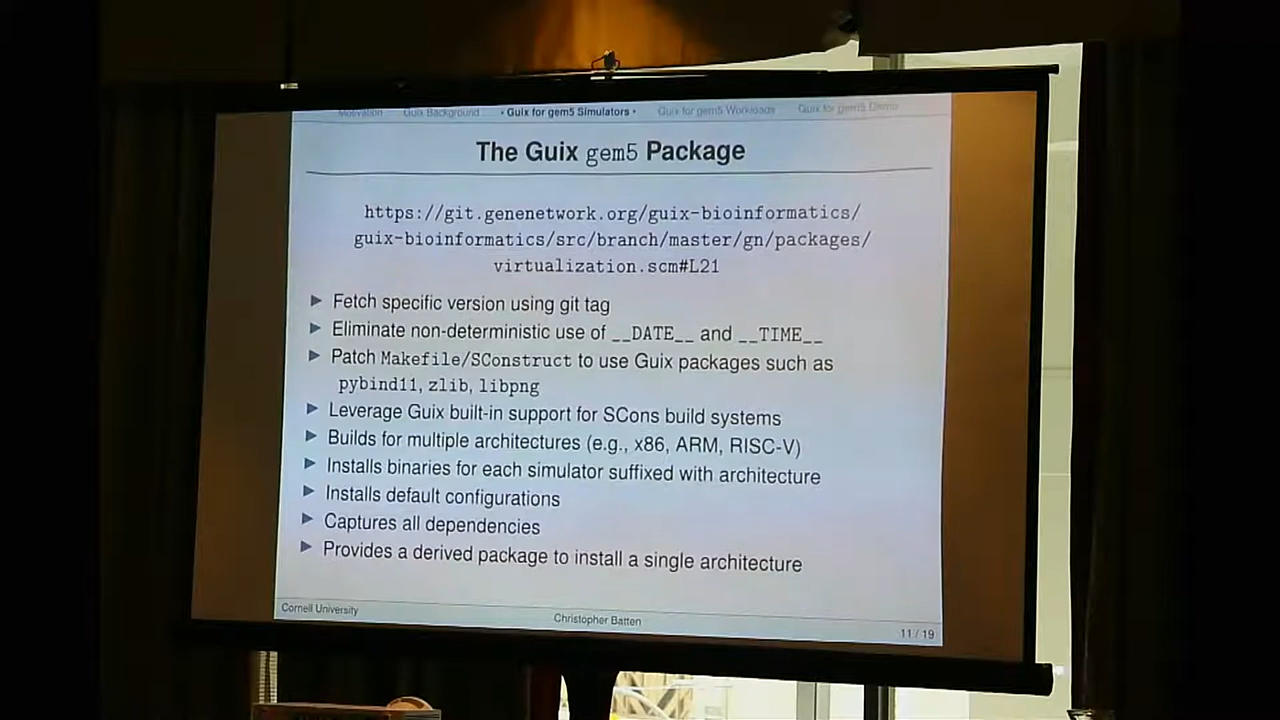 Motivation Guix Background • Guix for gem5 Simulators • Guix for gem5 Workloads Guix for gem5 Demo
The Guix gem5 Package
https://git.genenetwork.org/guix-bioinformatics/
guix-bioinformatics/src/branch/master/gn/packages/
virtualization.scm#L21
▶ Fetch specific version using git tag
▶ Eliminate non-deterministic use of __DATE__ and __TIME__
▶ Patch Makefile/SConstruct to use Guix packages such as
pybind11, zlib, libpng
▶ Leverage Guix built-in support for SCons build systems
▶ Builds for multiple architectures (e.g., x86, ARM, RISC-V)
▶ Installs binaries for each simulator suffixed with architecture
▶ Installs default configurations
▶ Captures all dependencies
▶ Provides a derived package to install a single architecture
Cornell University Christopher Batten 11 / 19